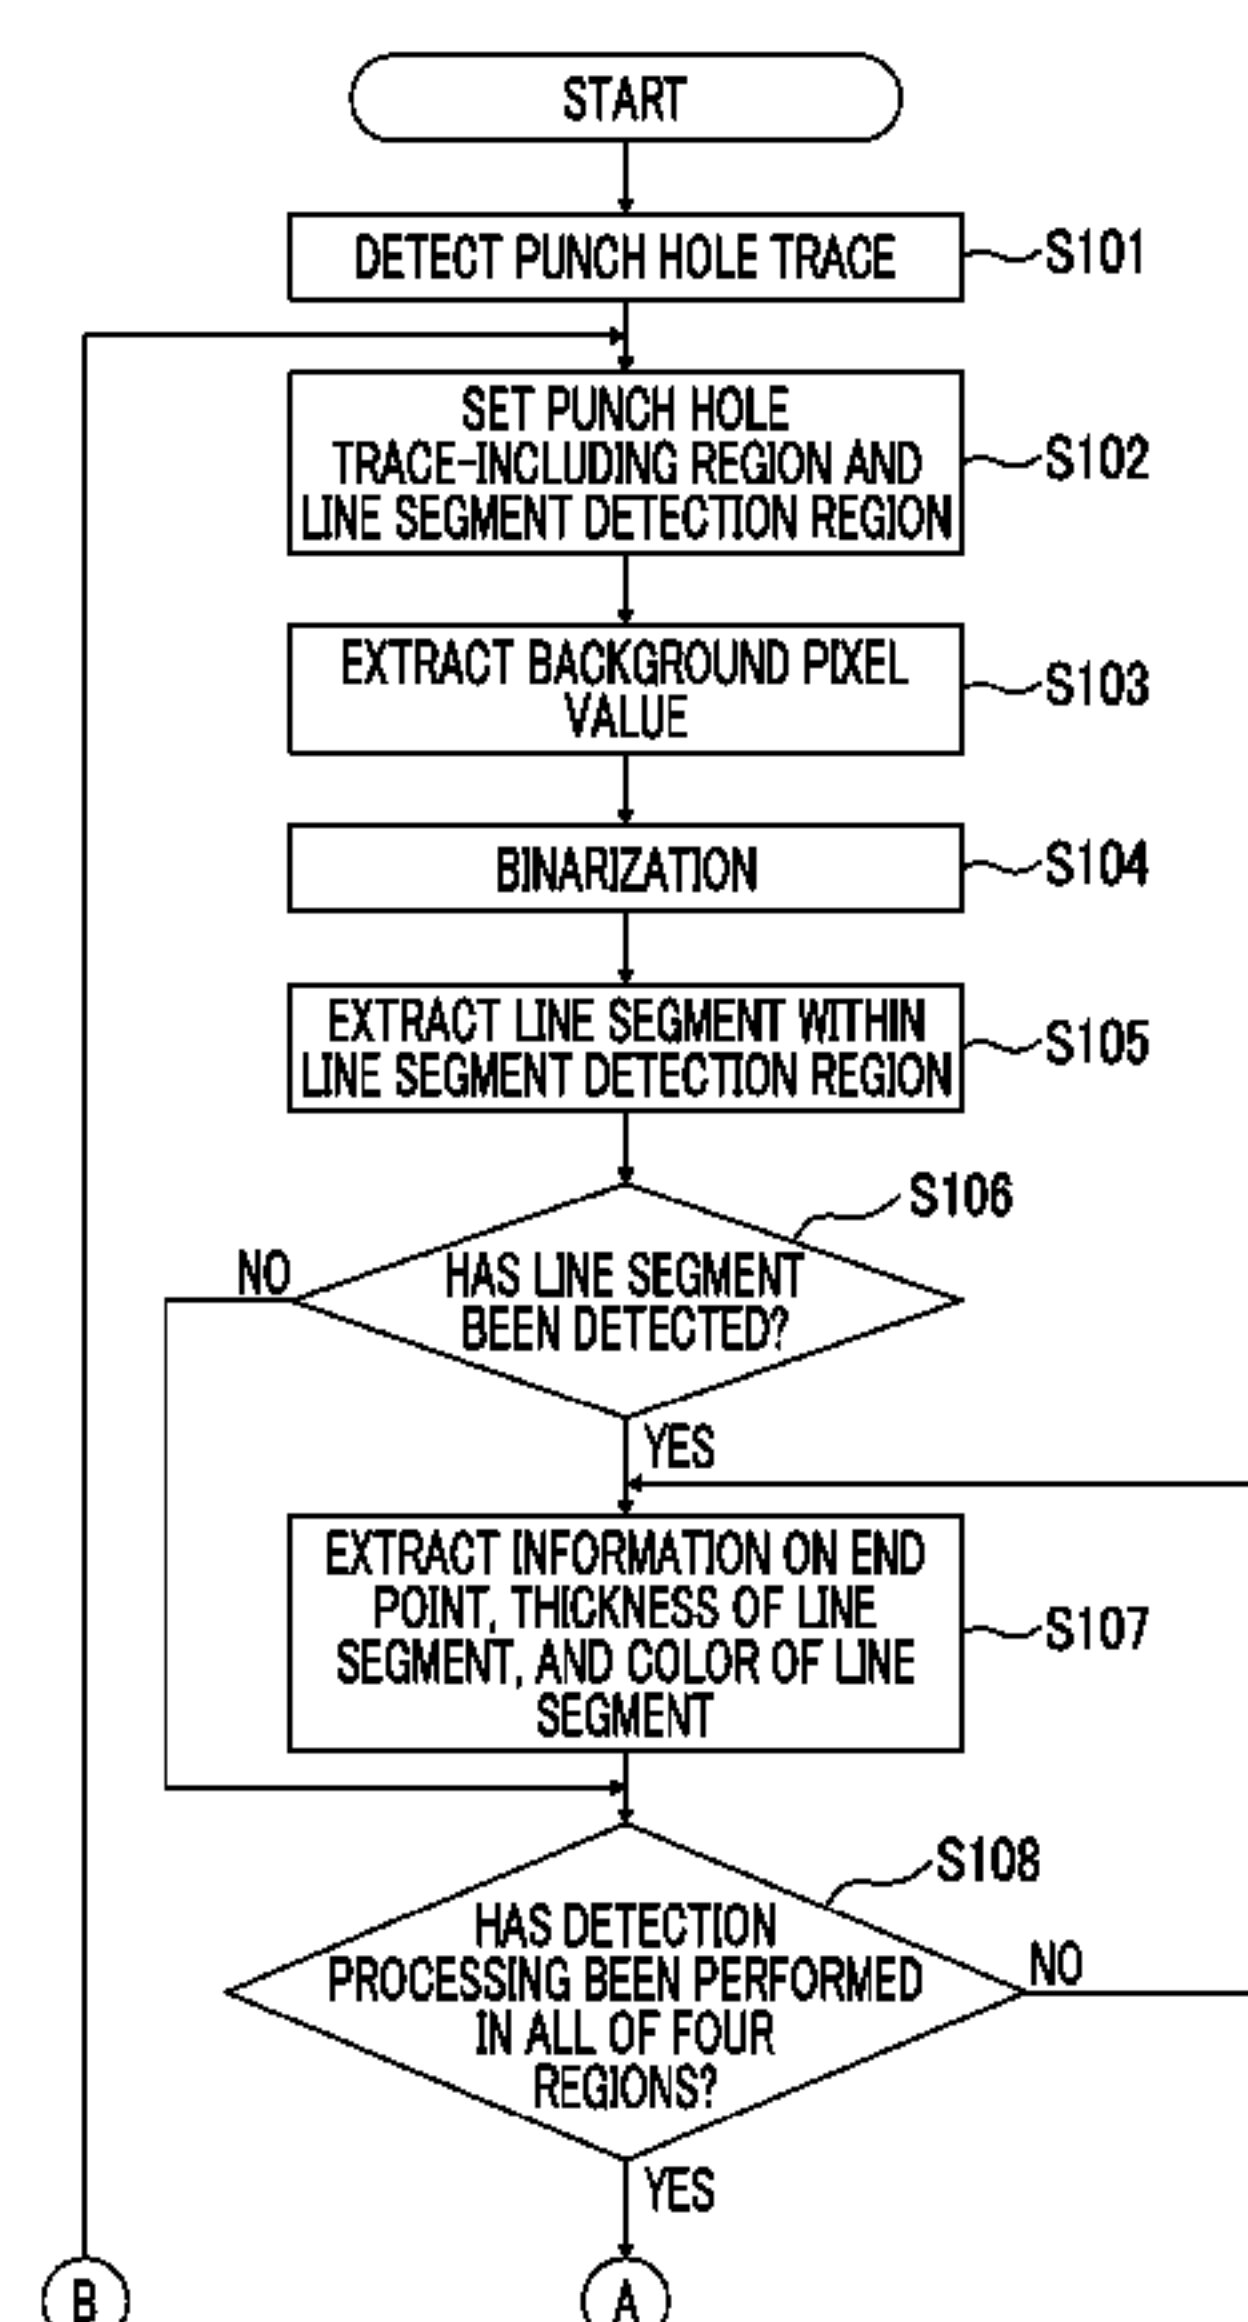 START
DETECT PUNCH HOLE TRACE
S101
SET PUNCH HOLE
TRACE-INCLUDING REGION AND
LINE SEGMENT DETECTION REGION
S102
EXTRACT BACKGROUND PIXEL
VALUE
S103
BINARIZATION
S104
EXTRACT LINE SEGMENT WITHIN
LINE SEGMENT DETECTION REGION
S105
S106
NO
HAS LINE SEGMENT
BEEN DETECTED?
YES
EXTRACT INFORMATION ON END
POINT, THICKNESS OF LINE
SEGMENT, AND COLOR OF LINE
SEGMENT
S107
S108
HAS DETECTION
PROCESSING BEEN PERFORMED
IN ALL OF FOUR
REGIONS?
NO
YES
B
A